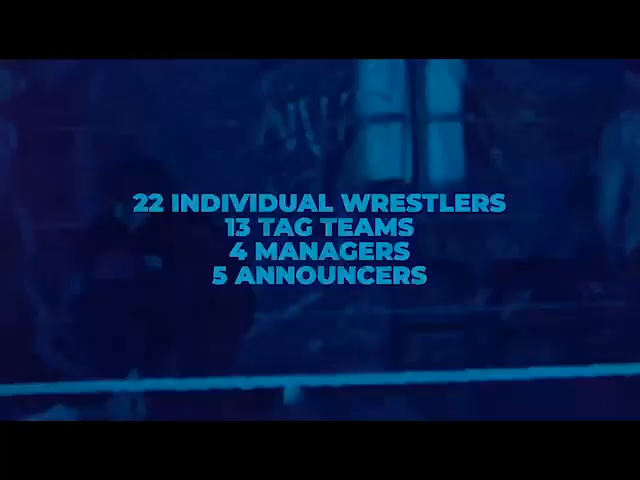 22 INDIVIDUAL WRESTLERS
13 TAG TEAMS
4 MANAGERS
5 ANNOUNCERS